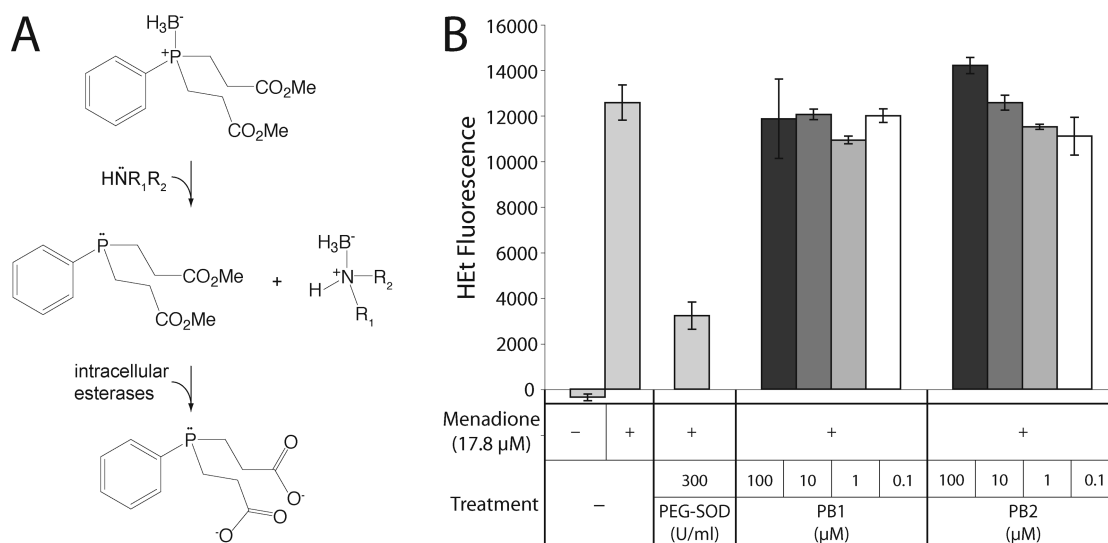 A
H3B-
+
P
CO2Me
CO2Me
HN̈R1R2
P̈
CO2Me
CO2Me
+
H3B-
+
H N R2
R1
intracellular
esterases
P̈
O
O-
-O O
B
HEt Fluorescence
16000
14000
12000
10000
8000
6000
4000
2000
0
Menadione
(17.8 µM)
− + + + +
Treatment
−
300
PEG-SOD
(U/ml)
100 10 1 0.1
PB1
(µM)
100 10 1 0.1
PB2
(µM)